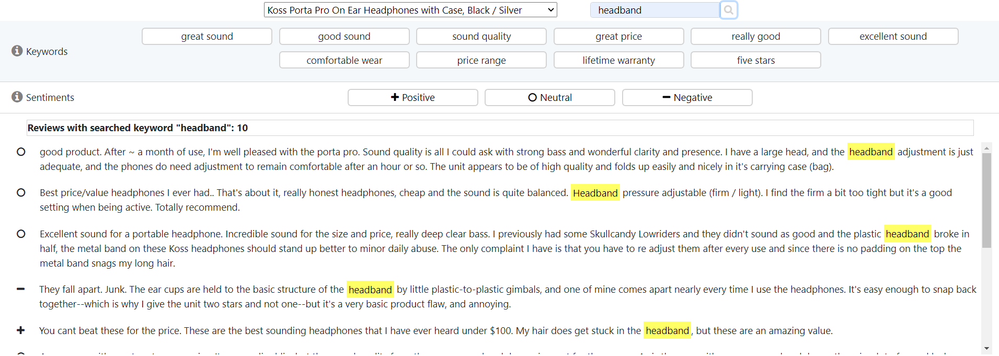 Koss Porta Pro On Ear Headphones with Case, Black / Silver
headband
great sound
good sound
sound quality
great price
really good
excellent sound
Keywords
comfortable wear
price range
lifetime warranty
five stars
Sentiments
Positive
Neutral
Negative
Reviews with searched keyword "headband": 10
good product. After ~ a month of use, I'm well pleased with the porta pro. Sound quality is all I could ask with strong bass and wonderful clarity and presence. I have a large head, and the headband adjustment is just
adequate, and the phones do need adjustment to remain comfortable after an hour or so. The unit appears to be of high quality and folds up easily and nicely in it's carrying case (bag).
Best price/value headphones I ever had.. That's about it, really honest headphones, cheap and the sound is quite balanced. Headband pressure adjustable (firm / light). I find the firm a bit too tight but it's a good
setting when being active. Totally recommend.
Excellent sound for a portable headphone. Incredible sound for the size and price, really deep clear bass. I previously had some Skullcandy Lowriders and they didn't sound as good and the plastic headband broke in
half, the metal band on these Koss headphones should stand up better to minor daily abuse. The only complaint I have is that you have to re adjust them after every use and since there is no padding on the top the
metal band snags my long hair.
They fall apart. Junk. The ear cups are held to the basic structure of the headband by little plastic-to-plastic gimbals, and one of mine comes apart nearly every time I use the headphones. It's easy enough to snap back
together--which is why I give the unit two stars and not one--but it's a very basic product flaw, and annoying.
You cant beat these for the price. These are the best sounding headphones that I have ever heard under $100. My hair does get stuck in the headband, but these are an amazing value.